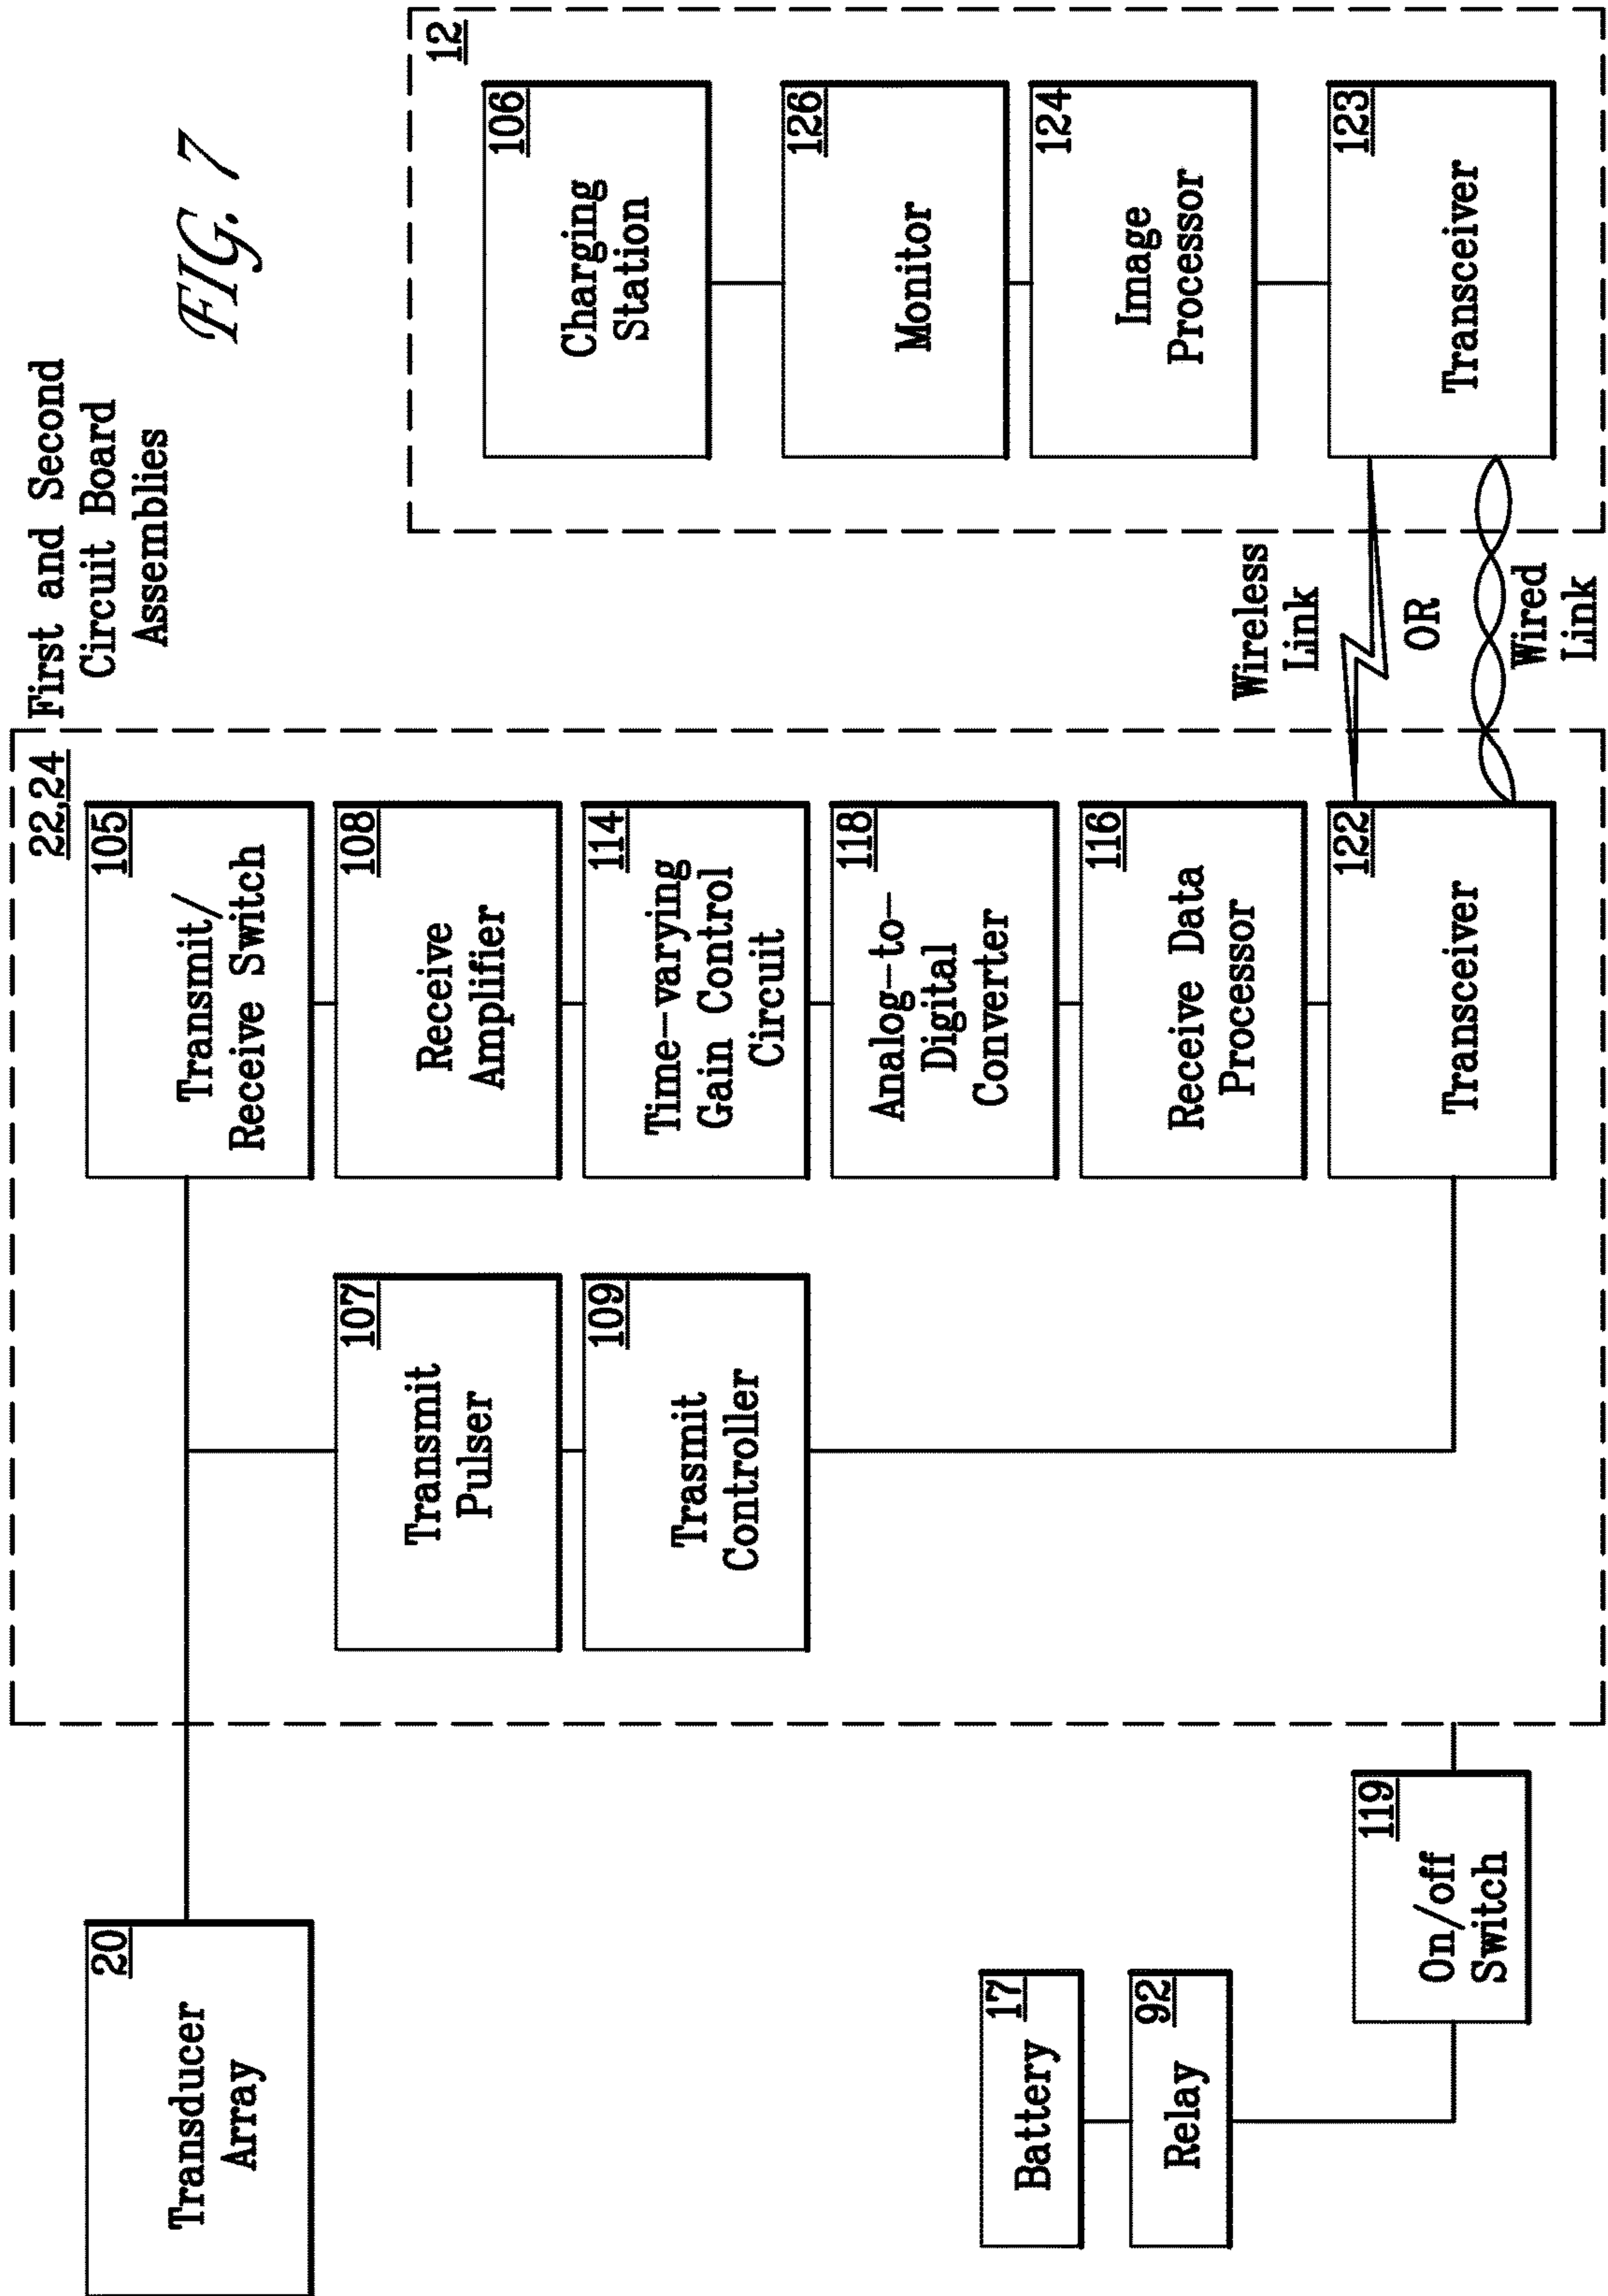 First and Second
Circuit Board
Assemblies
FIG. 7
20
Transducer
Array
22,24
105
Transmit/
Receive Switch
107
Transmit
Pulser
108
Receive
Amplifier
109
Trasmit
Controller
114
Time-varying
Gain Control
Circuit
118
Analog-to-
Digital
Converter
116
Receive Data
Processor
122
Transceiver
17
Battery
92
Relay
119
On/off
Switch
Wireless
Link
OR
Wired
Link
12
106
Charging
Station
126
Monitor
124
Image
Processor
123
Transceiver